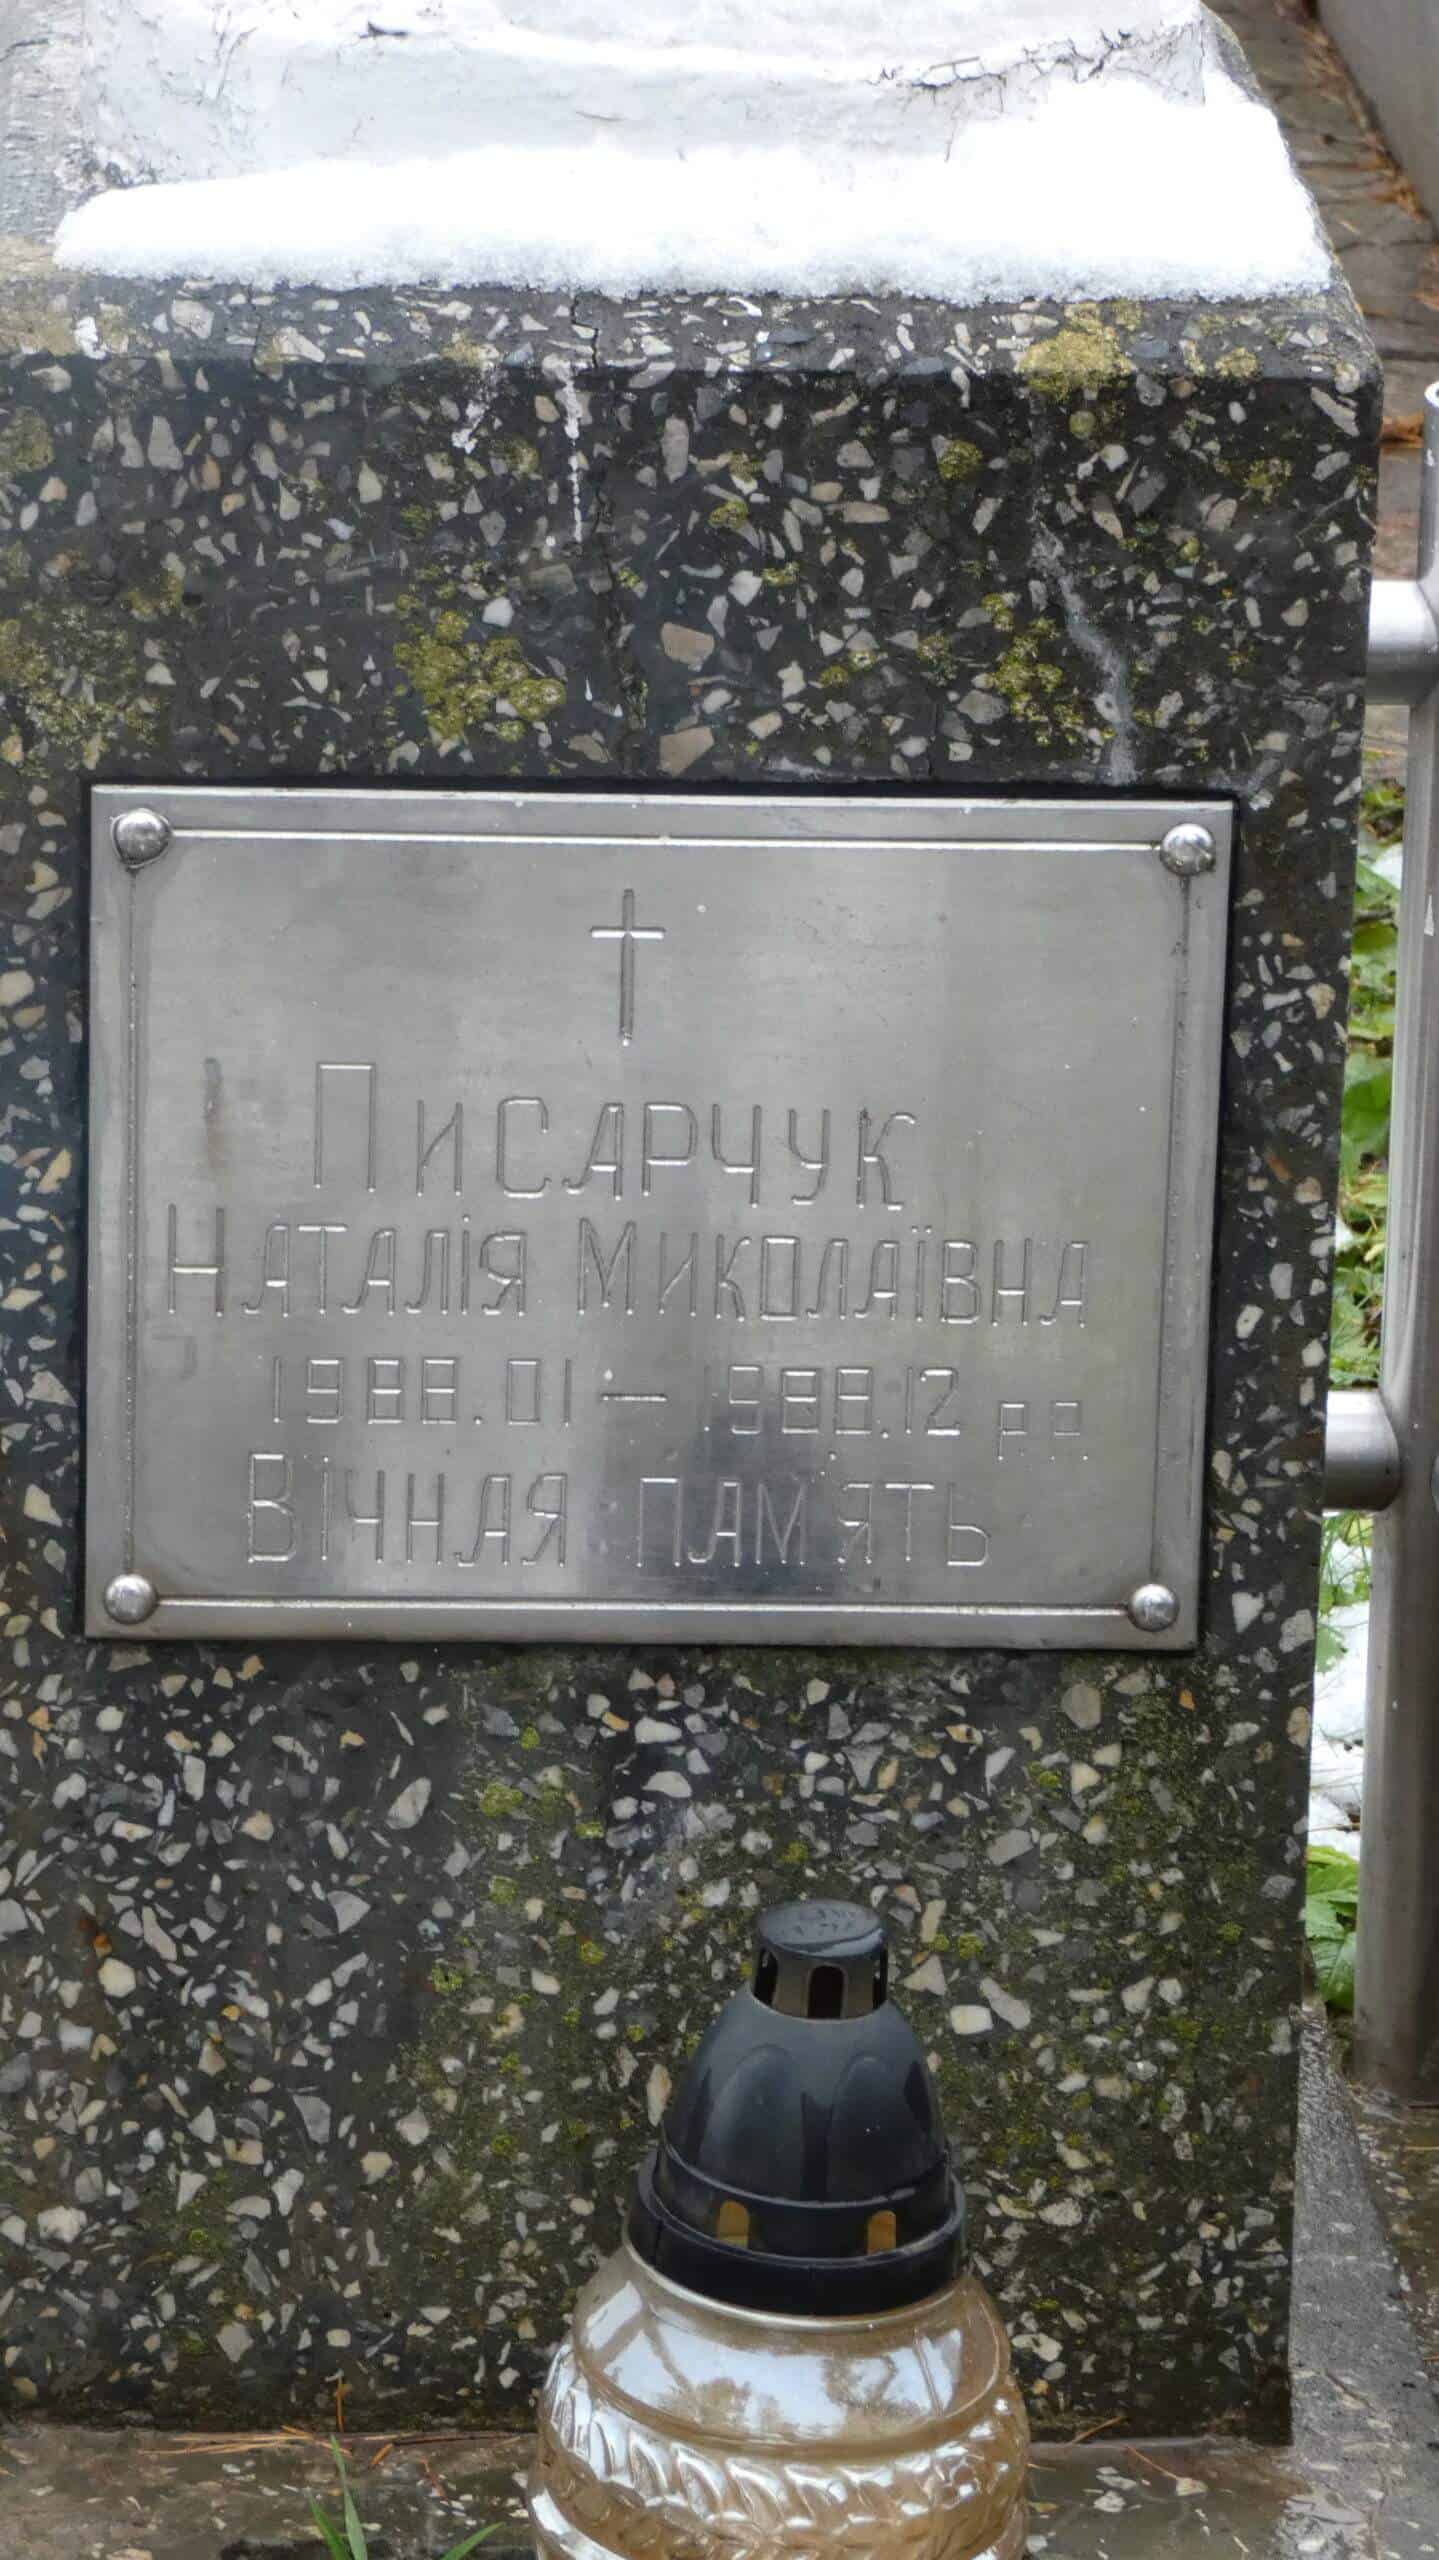 Писарчук
Наталія Миколаївна
1988.01 — 1988.12 р.р.
Вічная пам'ять